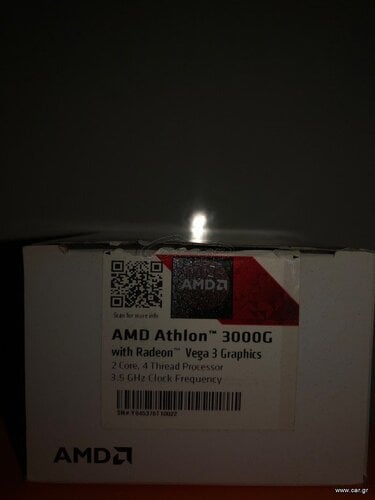 AMD
Scan for more info
AMD Athlon™ 3000G
with Radeon™ Vega 3 Graphics
2 Core, 4 Thread Processor
3.5 GHz Clock Frequency
AMD
www.car.gr